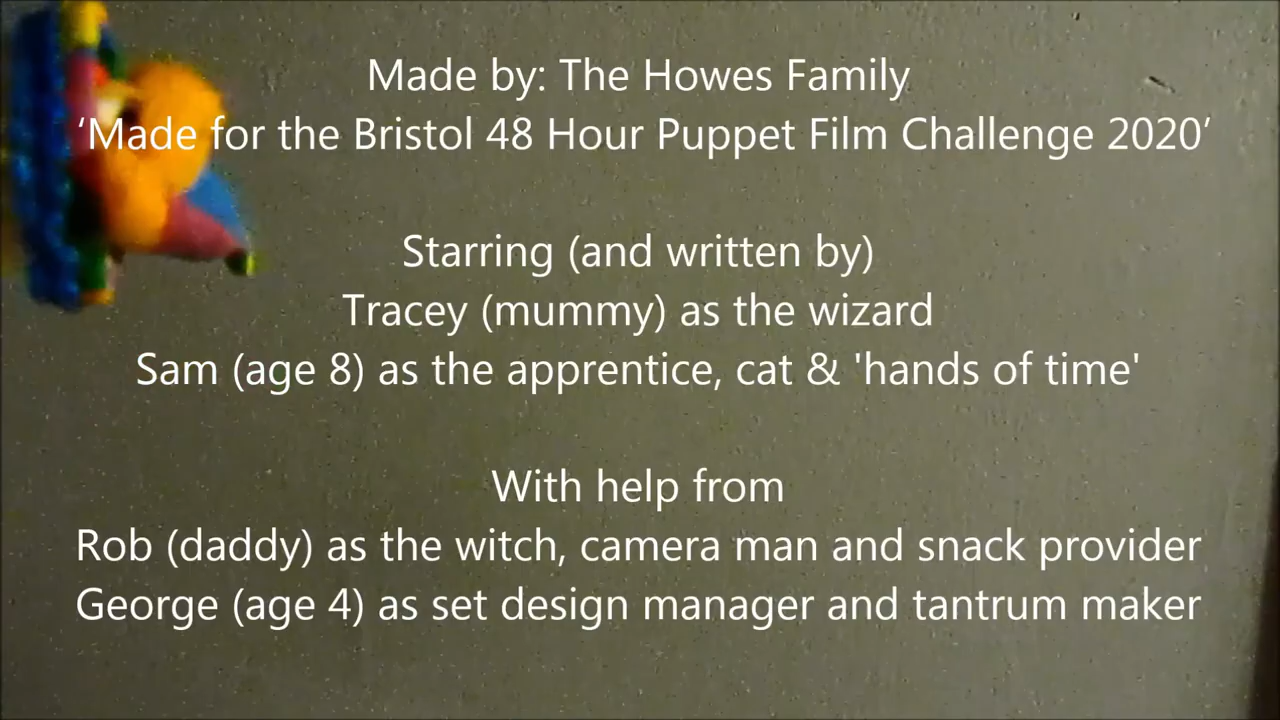 Made by: The Howes Family
‘Made for the Bristol 48 Hour Puppet Film Challenge 2020’
Starring (and written by)
Tracey (mummy) as the wizard
Sam (age 8) as the apprentice, cat & 'hands of time'
With help from
Rob (daddy) as the witch, camera man and snack provider
George (age 4) as set design manager and tantrum maker